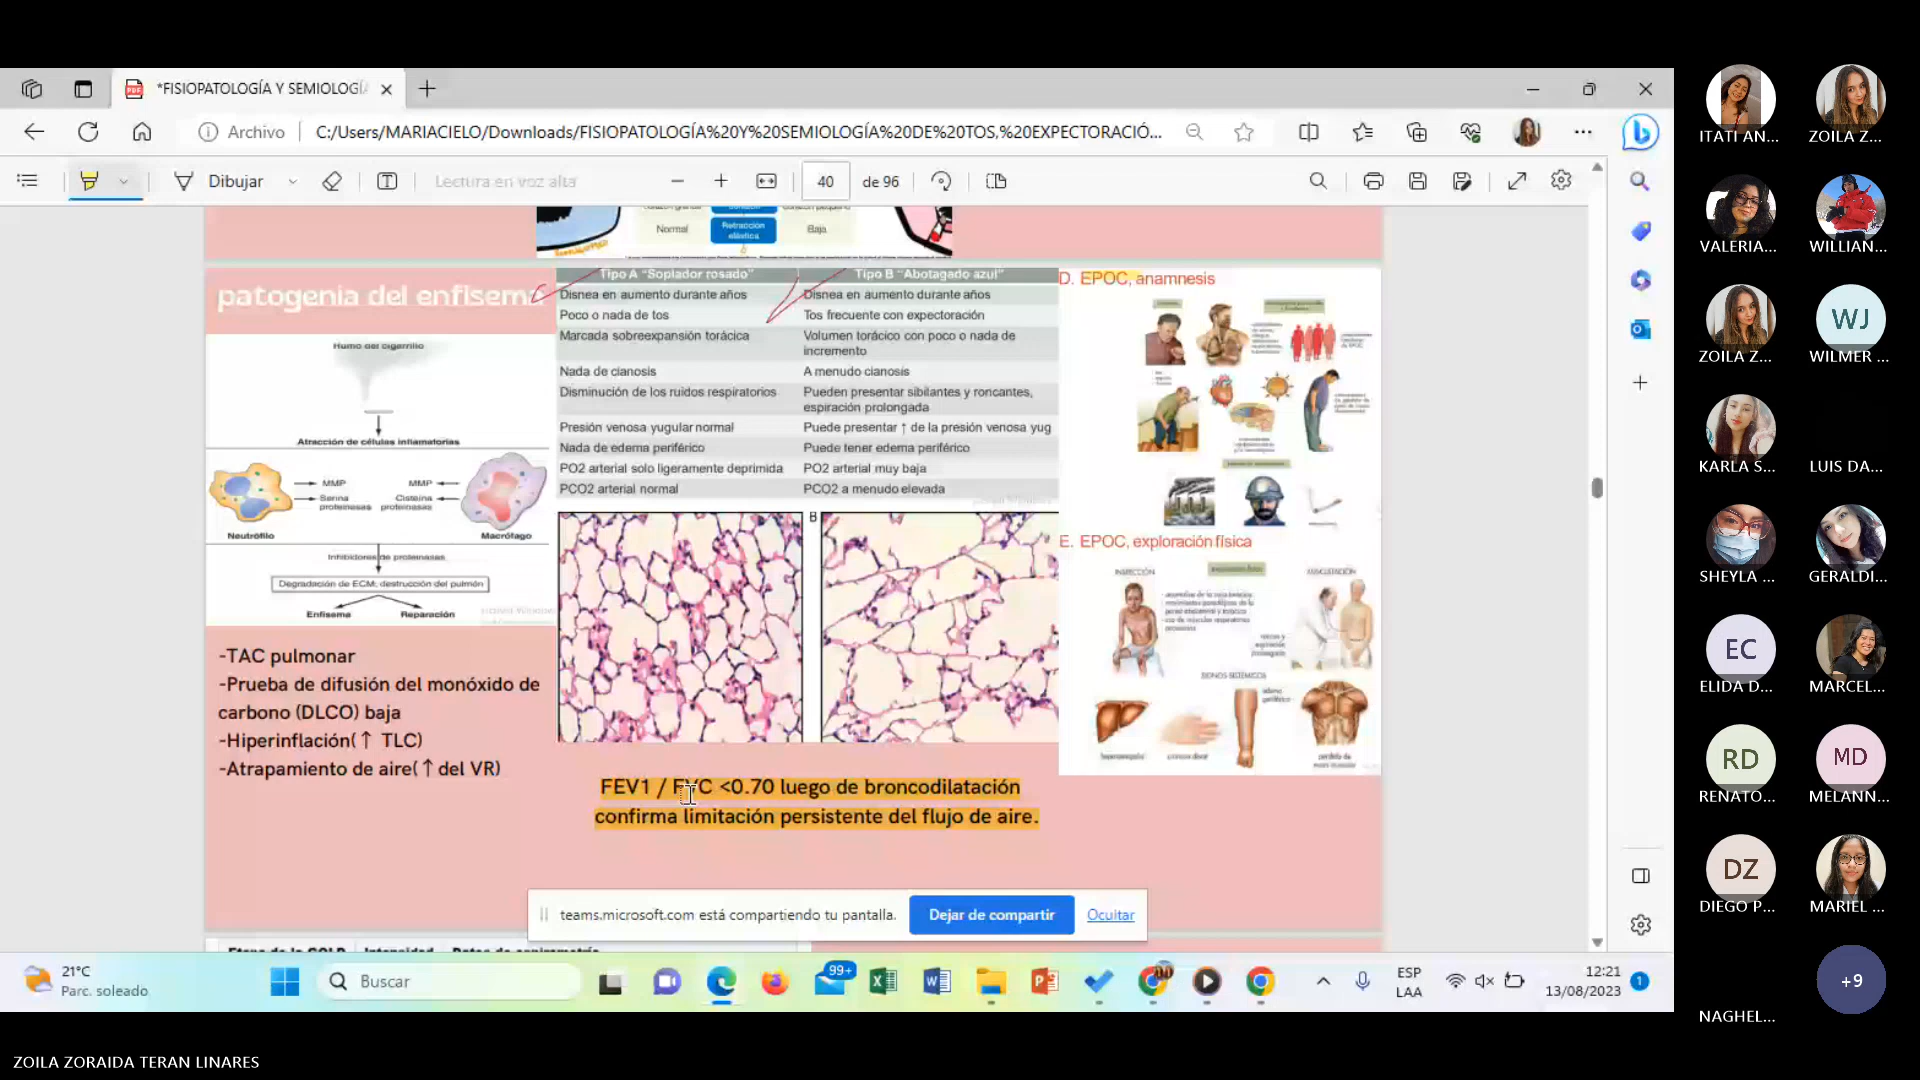 *FISIOPATOLOGÍA Y SEMIOLOGÍA
Archivo
C:/Users/MARIACIELO/Downloads/FISIOPATOLOGÍA%20Y%20SEMIOLOGÍA%20DE%20TOS,%20EXPECTORACIÓ...
Dibujar
Lectura en voz alta
40
de 96
Normal
Retracción elástica
Baja
patogenia del enfisema
Humo del cigarrillo
Atracción de células inflamatorias
MMP
MMP
Serina proteinasas
Cisteína proteinasas
Neutrófilo
Macrófago
Inhibidores de proteinasas
Degradación de ECM; destrucción del pulmón
Enfisema
Reparación
-TAC pulmonar
-Prueba de difusión del monóxido de
carbono (DLCO) baja
-Hiperinflación(↑ TLC)
-Atrapamiento de aire(↑del VR)
Tipo A "Soplador rosado"
Tipo B "Abotagado azul"
Disnea en aumento durante años
Disnea en aumento durante años
Poco o nada de tos
Tos frecuente con expectoración
Marcada sobreexpansión torácica
Volumen torácico con poco o nada de
incremento
Nada de cianosis
A menudo cianosis
Disminución de los ruidos respiratorios
Pueden presentar sibilantes y roncantes,
espiración prolongada
Presión venosa yugular normal
Puede presentar ↑ de la presión venosa yug
Nada de edema periférico
Puede tener edema periférico
PO2 arterial solo ligeramente deprimida
PO2 arterial muy baja
PCO2 arterial normal
PCO2 a menudo elevada
B
FEV1 / FVC <0.70 luego de broncodilatación
confirma limitación persistente del flujo de aire.
D. EPOC, anamnesis
E. EPOC, exploración física
INSPECCIÓN
AUSCULTACIÓN
SIGNOS SISTÉMICOS
edema
periférico
hepatomegalia
pérdida de
teams.microsoft.com está compartiendo tu pantalla.
Dejar de compartir
Ocultar
21°C
Parc. soleado
Buscar
99+
ESP
LAA
12:21
13/08/2023
1
ITATI AN...
ZOILA Z...
VALERIA...
WILLIAN...
ZOILA Z...
WJ
WILMER ...
KARLA S...
LUIS DA...
SHEYLA ...
GERALDI...
EC
ELIDA D...
MARCEL...
RD
RENATO...
MD
MELANN...
DZ
DIEGO P...
MARIEL ...
+9
NAGHEL...
ZOILA ZORAIDA TERAN LINARES